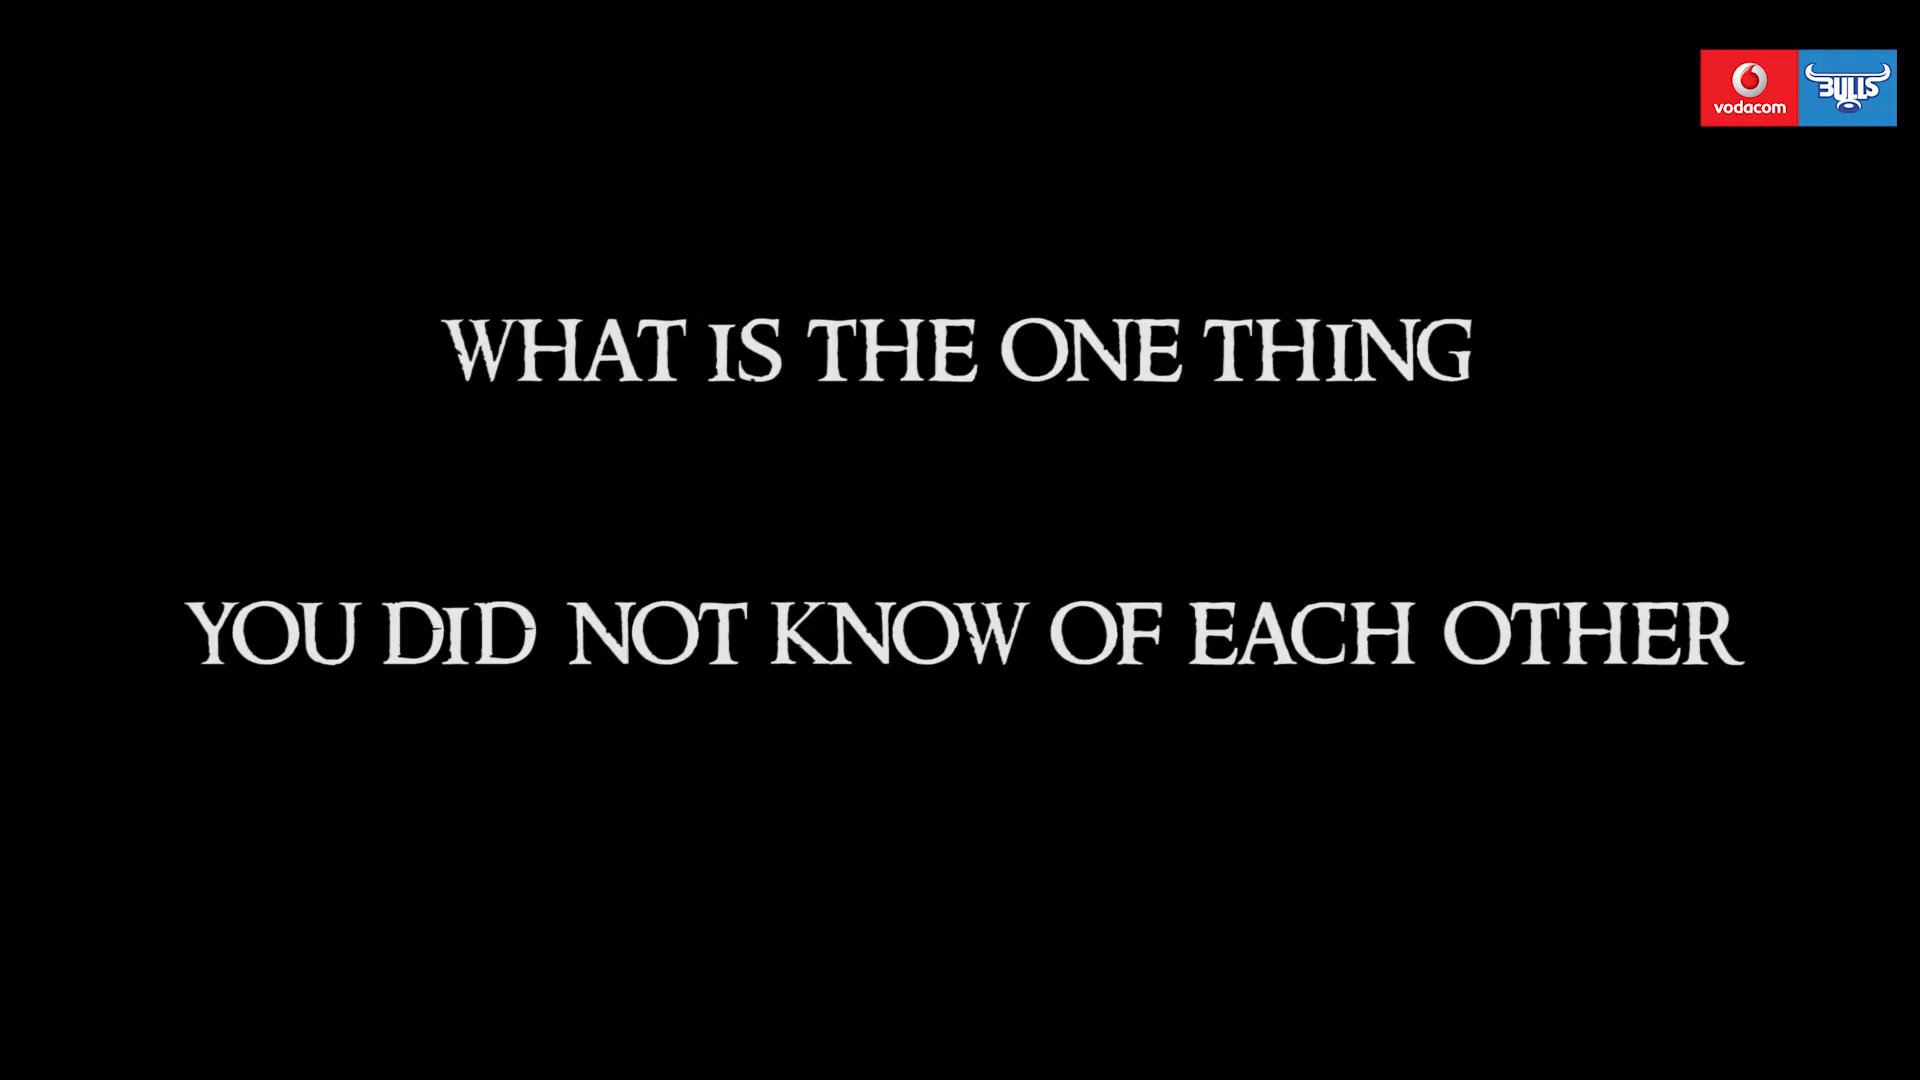 vodacom
BULLS
WHAT IS THE ONE THING
YOU DID NOT KNOW OF EACH OTHER